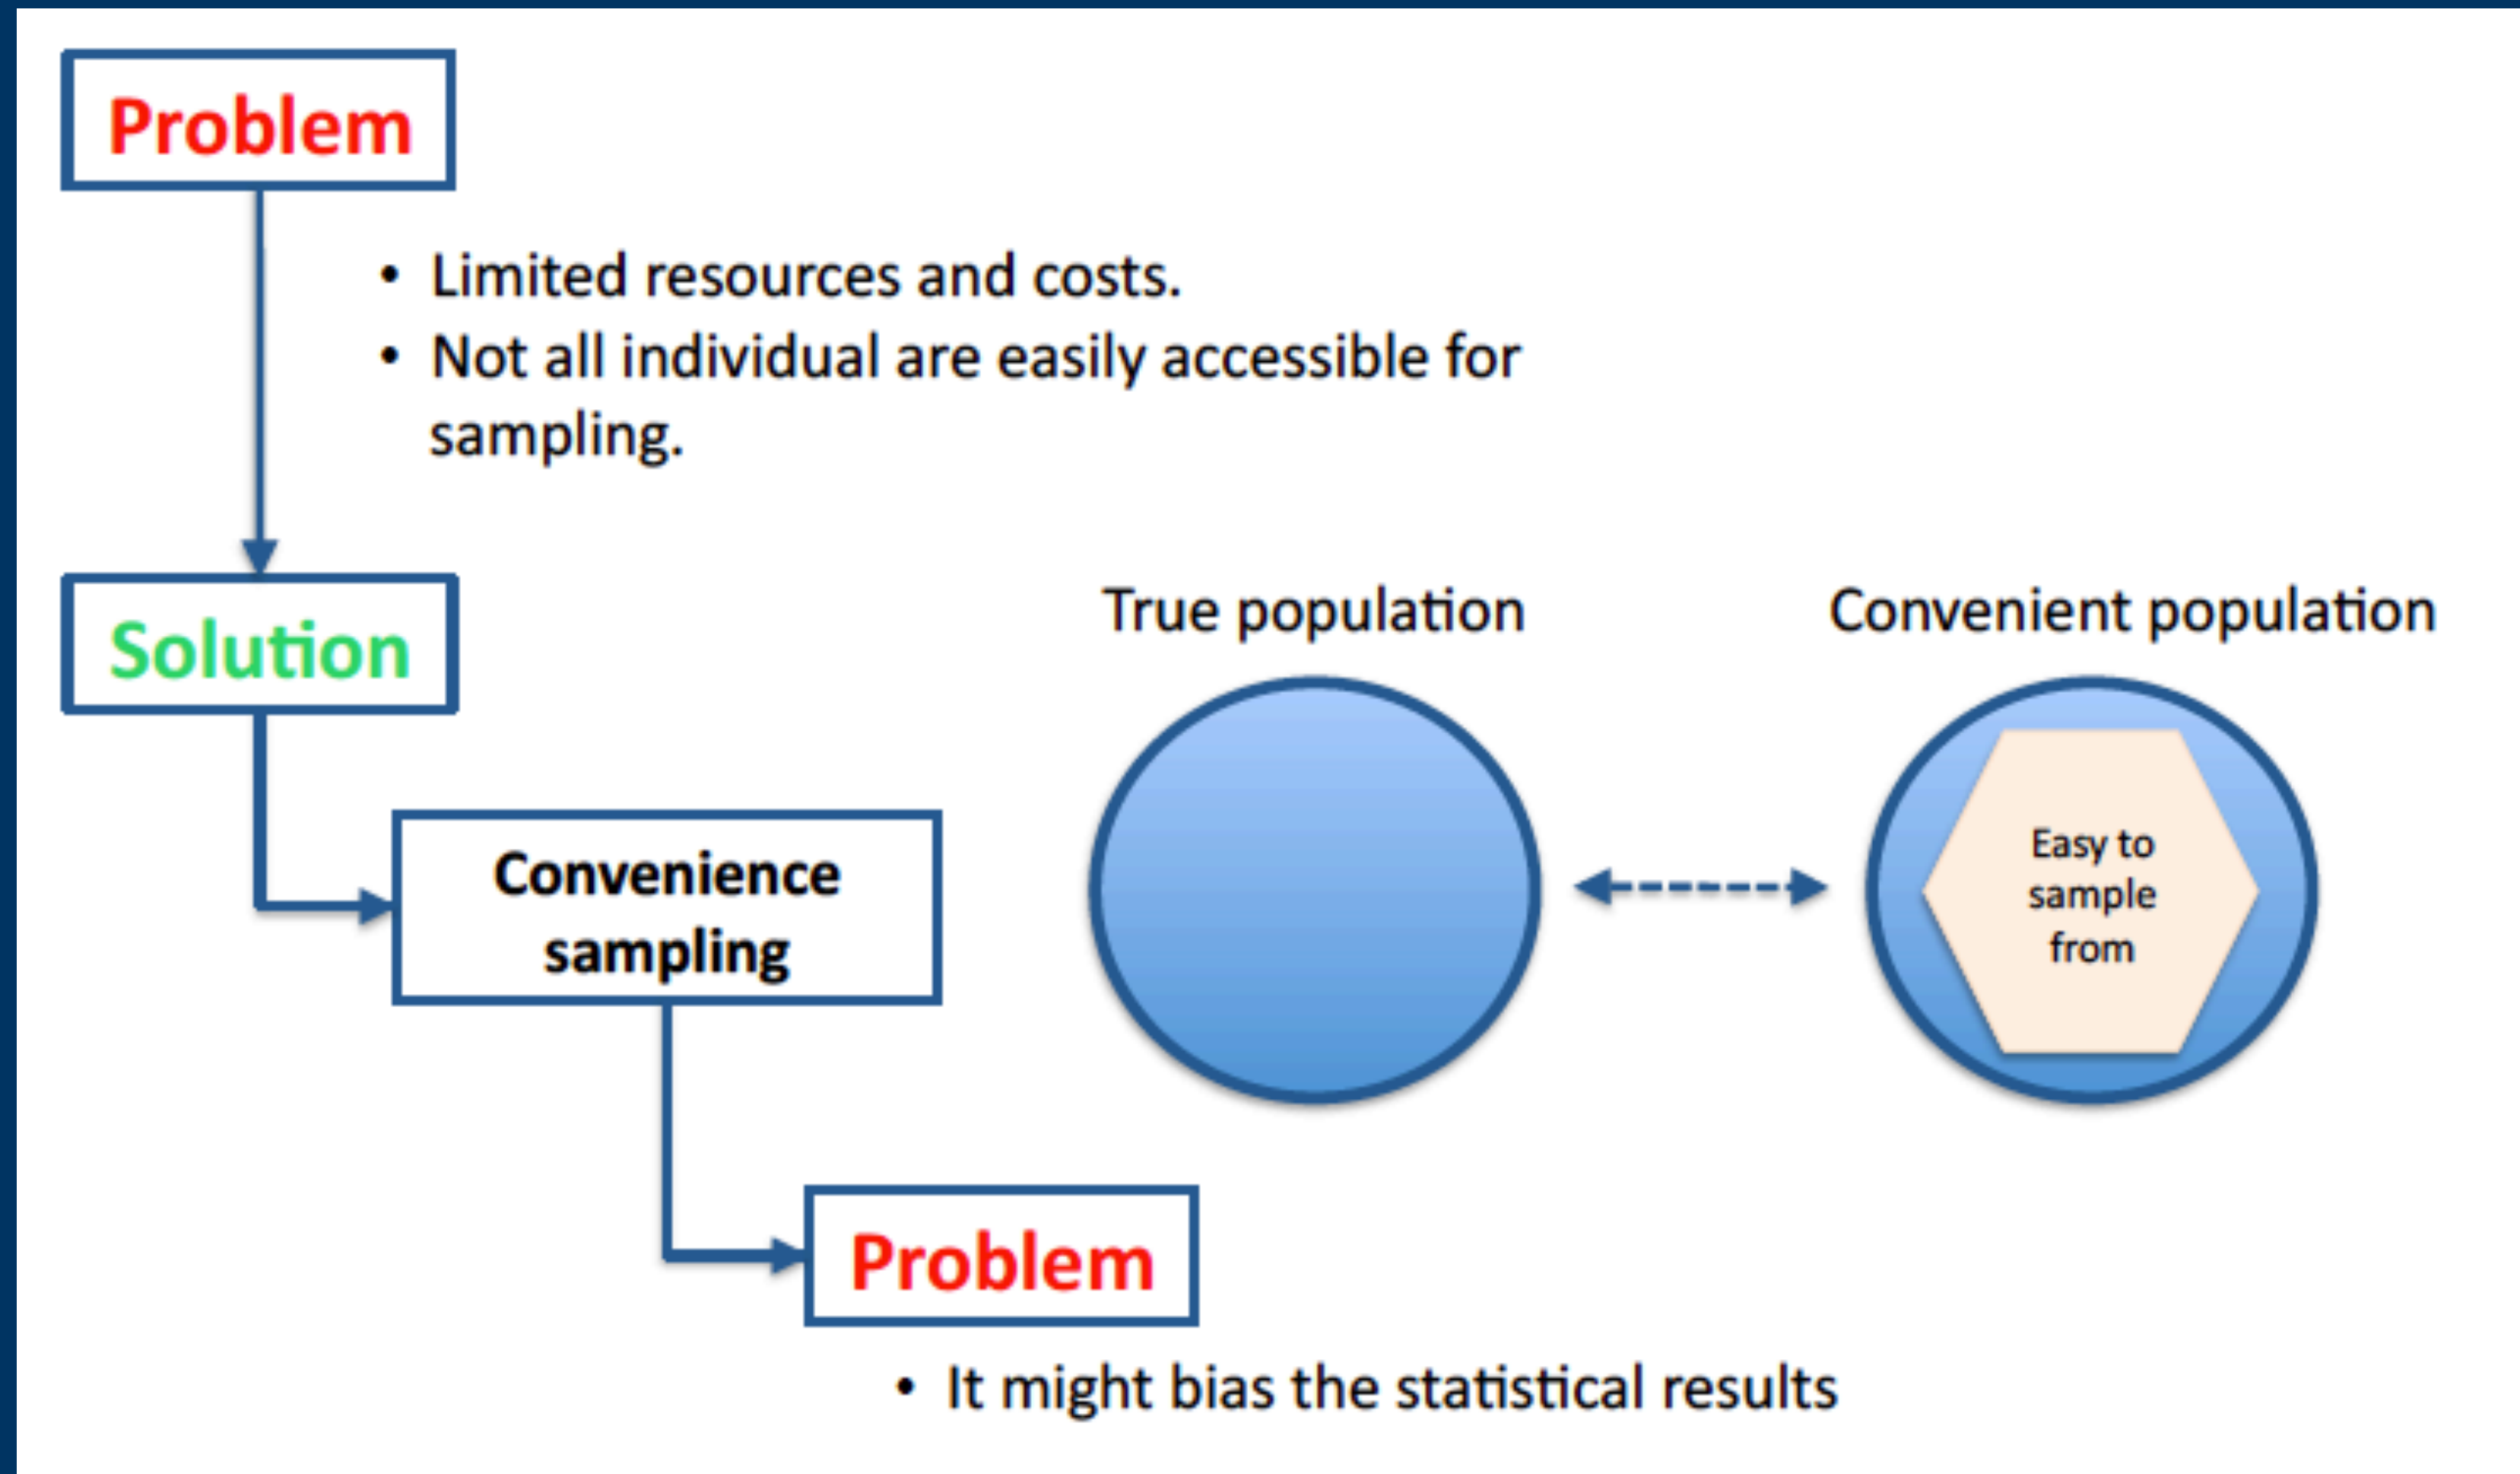 Problem
• Limited resources and costs.
• Not all individual are easily accessible for
sampling.
Solution
True population
Convenient population
Convenience
sampling
Easy to
sample
from
Problem
• It might bias the statistical results